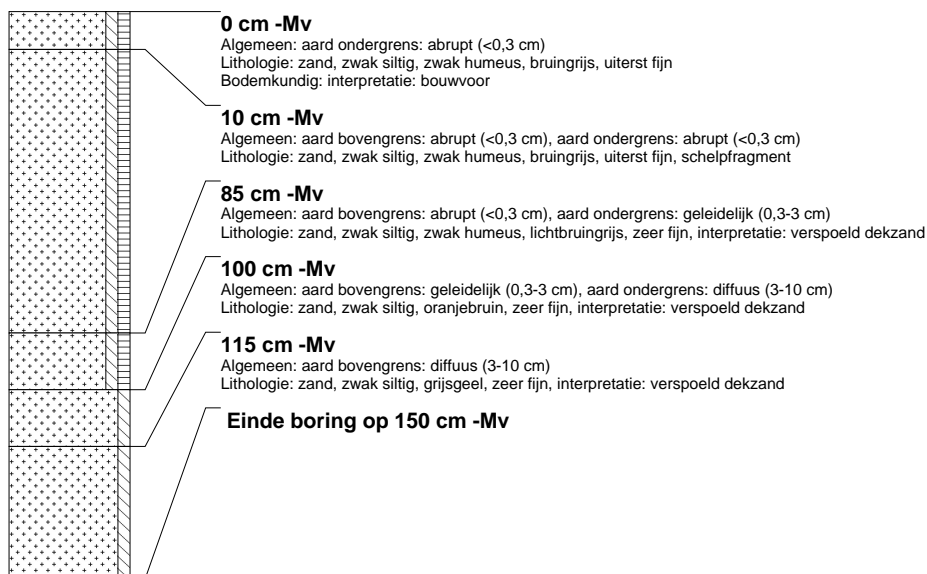 0 cm -Mv
Algemeen: aard ondergrens: abrupt (<0,3 cm)
Lithologie: zand, zwak siltig, zwak humeus, bruingrijs, uiterst fijn
Bodemkundig: interpretatie: bouwvoor
10 cm -Mv
Algemeen: aard bovengrens: abrupt (<0,3 cm), aard ondergrens: abrupt (<0,3 cm)
Lithologie: zand, zwak siltig, zwak humeus, bruingrijs, uiterst fijn, schelpfragment
85 cm -Mv
Algemeen: aard bovengrens: abrupt (<0,3 cm), aard ondergrens: geleidelijk (0,3-3 cm)
Lithologie: zand, zwak siltig, zwak humeus, lichtbruingrijs, zeer fijn, interpretatie: verspoeld dekzand
100 cm -Mv
Algemeen: aard bovengrens: geleidelijk (0,3-3 cm), aard ondergrens: diffuus (3-10 cm)
Lithologie: zand, zwak siltig, oranjebruin, zeer fijn, interpretatie: verspoeld dekzand
115 cm -Mv
Algemeen: aard bovengrens: diffuus (3-10 cm)
Lithologie: zand, zwak siltig, grijsgeel, zeer fijn, interpretatie: verspoeld dekzand
Einde boring op 150 cm -Mv